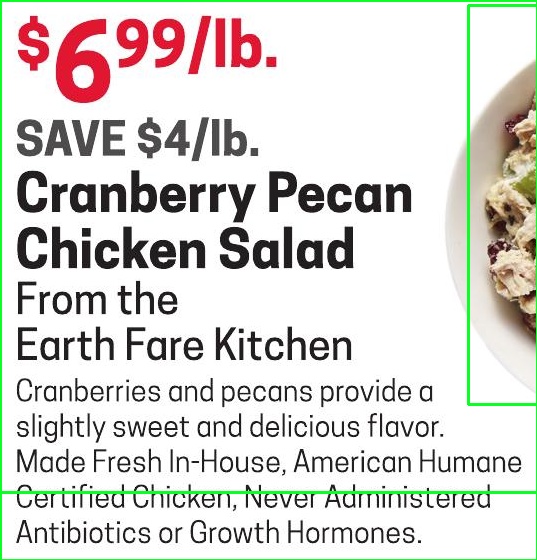 $6.99/lb.
SAVE $4/lb.
Cranberry Pecan
Chicken Salad
From the
Earth Fare Kitchen
Cranberries and pecans provide a
slightly sweet and delicious flavor.
Made Fresh In-House, American Humane
Certified Chicken, Never Administered
Antibiotics or Growth Hormones.